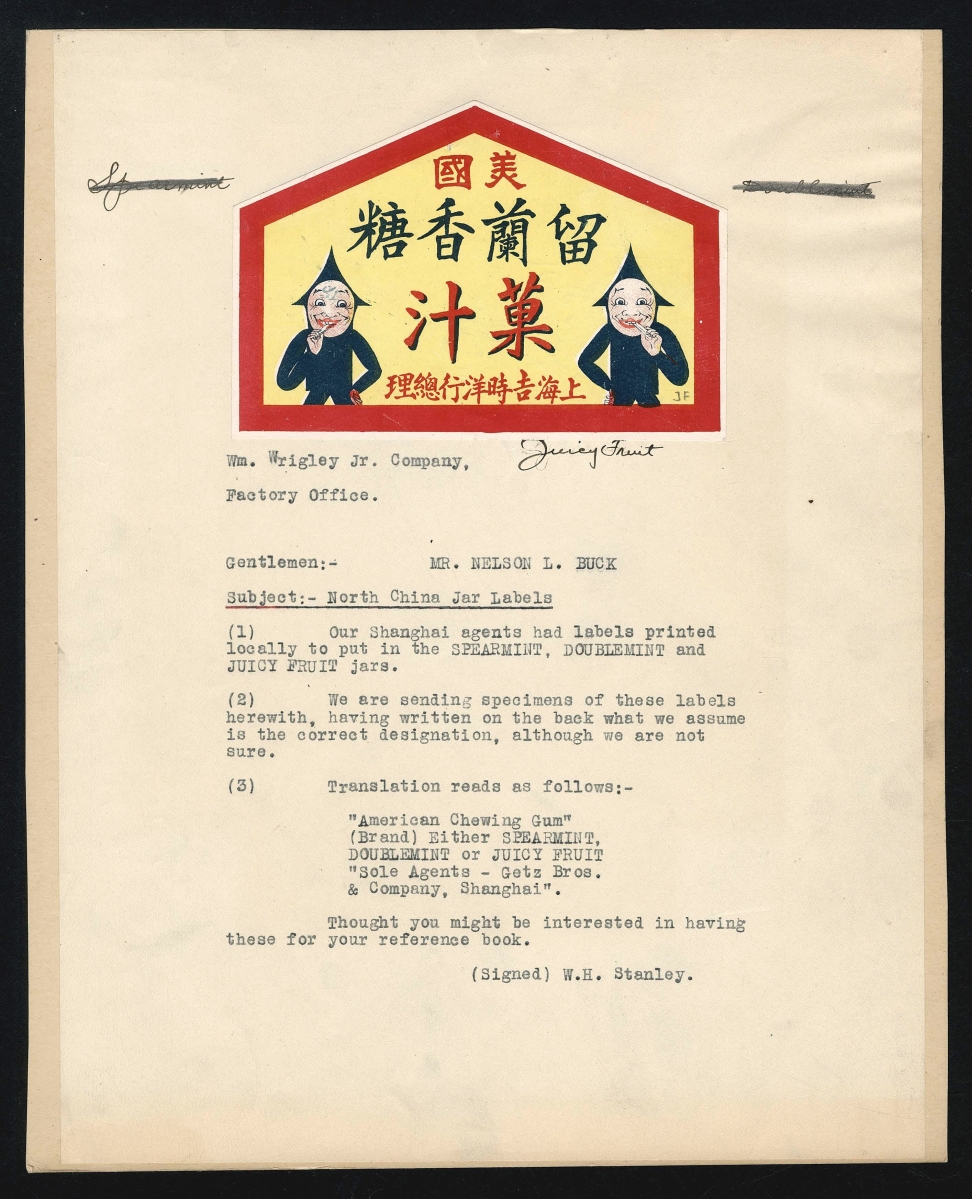 美國
Spearmint
Doublemint
留蘭香糖
菓汁
上海吉時洋行總理
JF
Juicy Fruit
Wm. Wrigley Jr. Company,
Factory Office.
Gentlemen:- MR. NELSON L. BUCK
Subject:- North China Jar Labels
(1) Our Shanghai agents had labels printed
locally to put in the SPEARMINT, DOUBLEMINT and
JUICY FRUIT jars.
(2) We are sending specimens of these labels
herewith, having written on the back what we assume
is the correct designation, although we are not
sure.
(3) Translation reads as follows:-
"American Chewing Gum"
(Brand) Either SPEARMINT,
DOUBLEMINT or JUICY FRUIT
"Sole Agents - Getz Bros.
& Company, Shanghai".
Thought you might be interested in having
these for your reference book.
(Signed) W.H. Stanley.